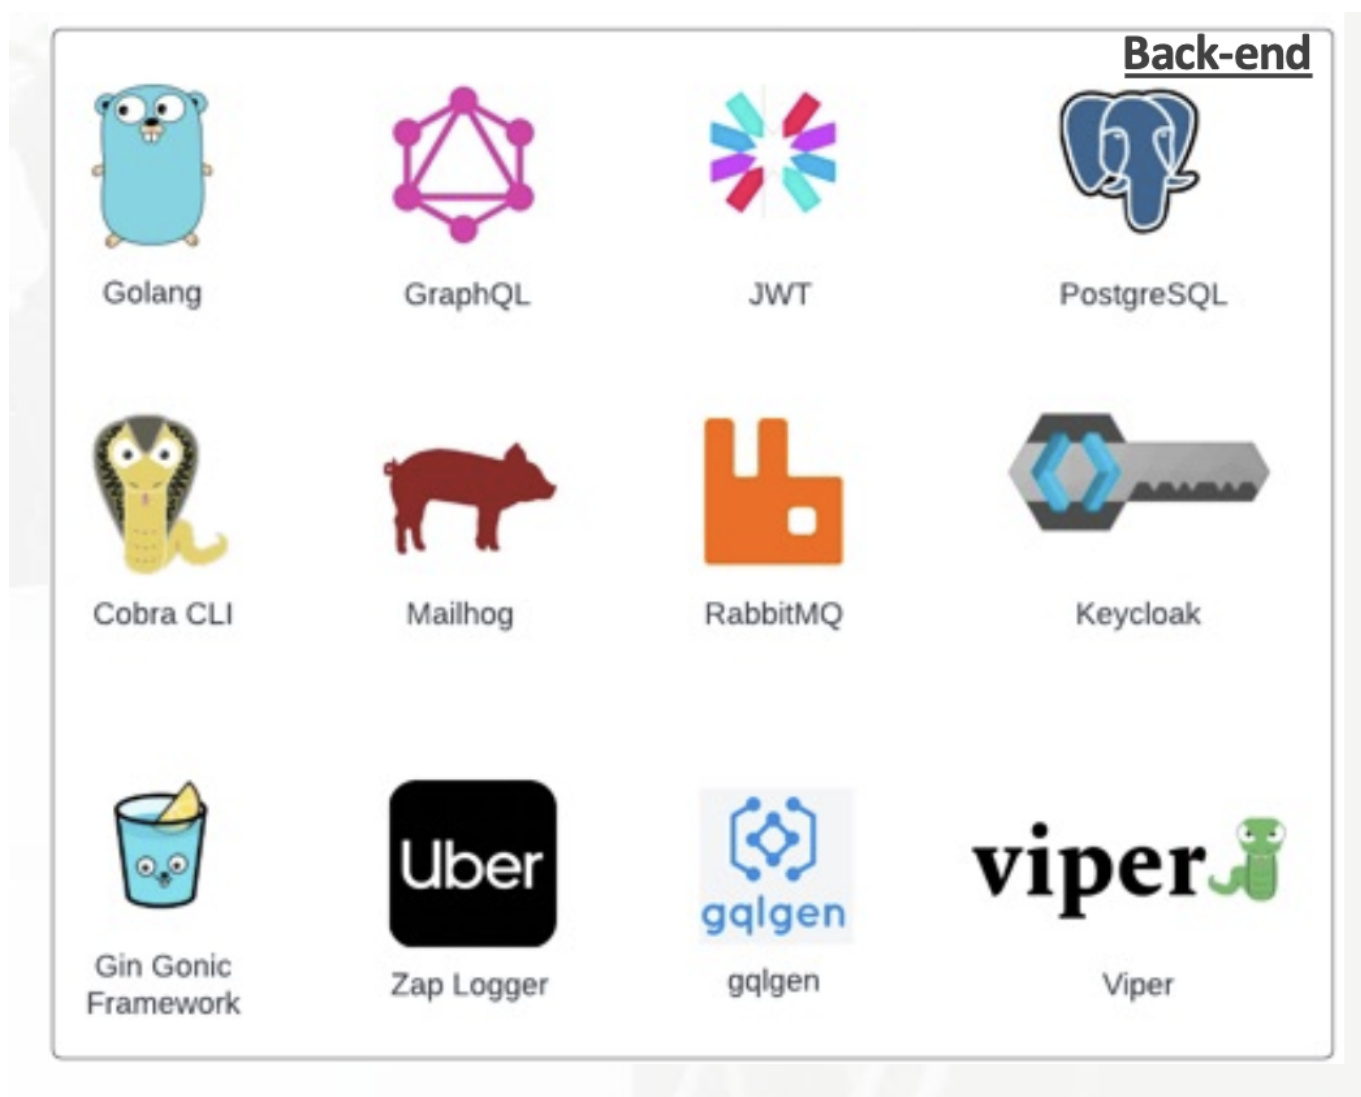 Back-end
Golang
GraphQL
JWT
PostgreSQL
Cobra CLI
Mailhog
RabbitMQ
Keycloak
Uber
gqlgen
viper
Gin Gonic
Framework
Zap Logger
gqlgen
Viper